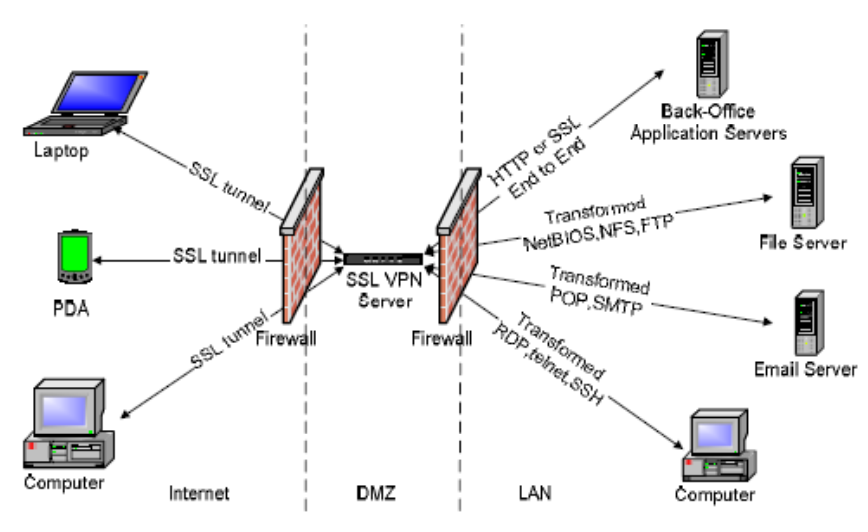 Laptop
SSL tunnel
PDA
SSL tunnel
Computer
SSL tunnel
Firewall
SSL VPN
Server
Firewall
HTTP or SSL
End to End
Back-Office
Application Servers
Transformod
NetBIOS,NFS,FTP
File Server
Transformed
POP,SMTP
Email Server
Transformed
RDP,telnet,SSH
Computer
Internet
DMZ
LAN